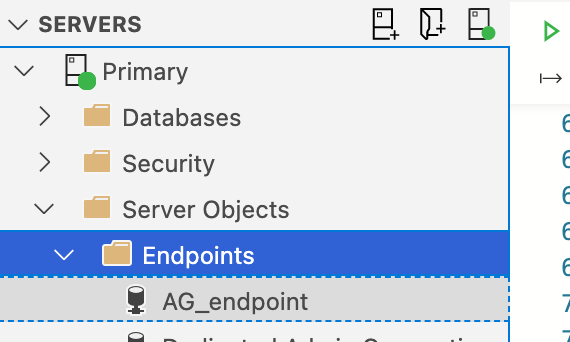 SERVERS
Primary
Databases
Security
Server Objects
Endpoints
AG_endpoint